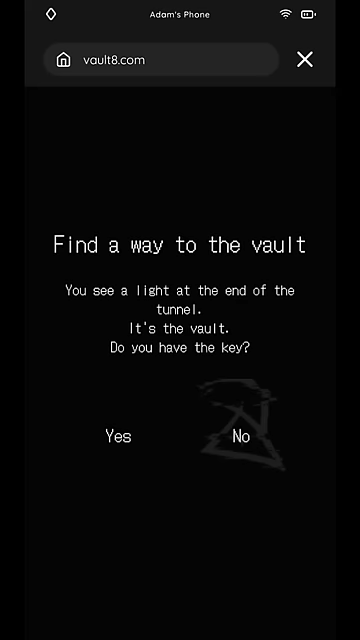 Adam's Phone
vault8.com
Find a way to the vault
You see a light at the end of the
tunnel.
It's the vault.
Do you have the key?
Yes No